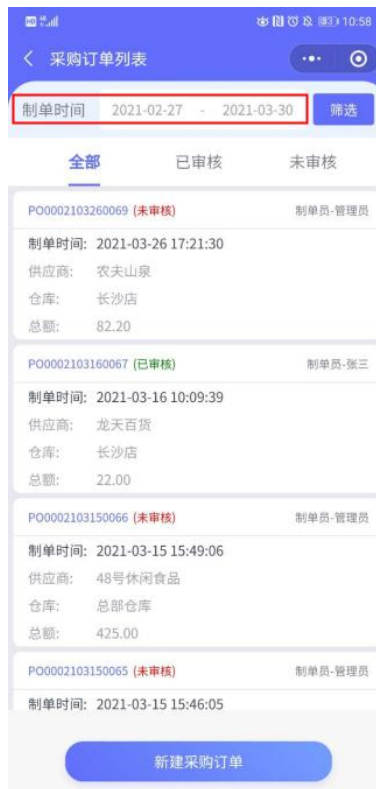 HD 4G 10:58
采购订单列表
制单时间 2021-02-27 - 2021-03-30 筛选
全部 已审核 未审核
PO0002103260069 (未审核) 制单员-管理员
制单时间: 2021-03-26 17:21:30
供应商: 农夫山泉
仓库: 长沙店
总额: 82.20
PO0002103160067 (已审核) 制单员-张三
制单时间: 2021-03-16 10:09:39
供应商: 龙天百货
仓库: 长沙店
总额: 22.00
PO0002103150066 (未审核) 制单员-管理员
制单时间: 2021-03-15 15:49:06
供应商: 48号休闲食品
仓库: 总部仓库
总额: 425.00
PO0002103150065 (未审核) 制单员-管理员
制单时间: 2021-03-15 15:46:05
新建采购订单